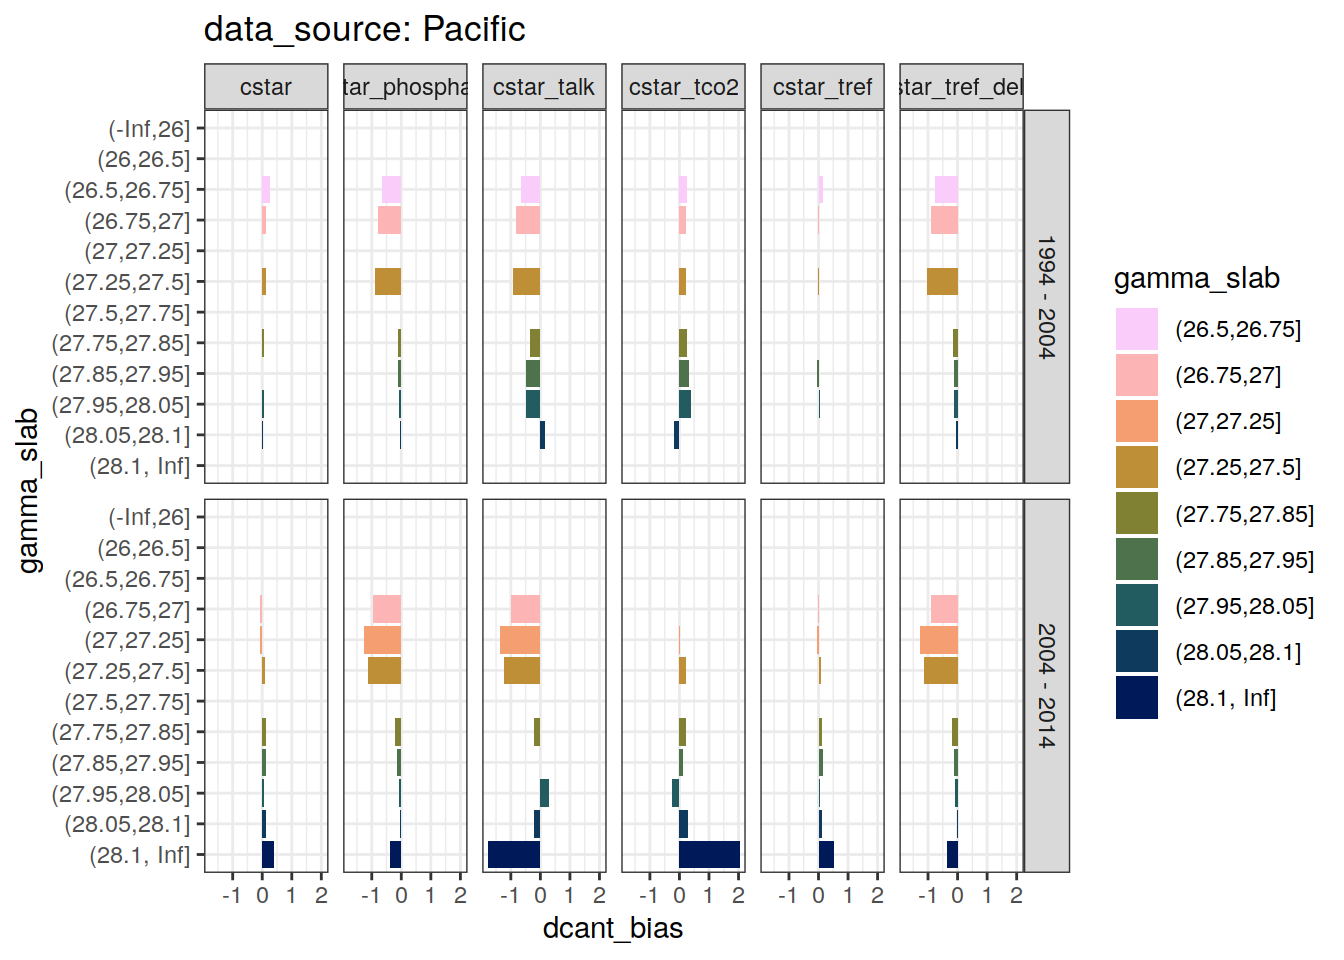 data_source: Pacific
cstar
tar_phospha
cstar_talk
cstar_tco2
cstar_tref
star_tref_del
(-Inf,26]
(26,26.5]
(26.5,26.75]
(26.75,27]
(27,27.25]
(27.25,27.5]
(27.5,27.75]
(27.75,27.85]
(27.85,27.95]
(27.95,28.05]
(28.05,28.1]
(28.1, Inf]
1994 - 2004
(-Inf,26]
(26,26.5]
(26.5,26.75]
(26.75,27]
(27,27.25]
(27.25,27.5]
(27.5,27.75]
(27.75,27.85]
(27.85,27.95]
(27.95,28.05]
(28.05,28.1]
(28.1, Inf]
2004 - 2014
gamma_slab
-1 0 1 2 -1 0 1 2 -1 0 1 2 -1 0 1 2 -1 0 1 2 -1 0 1 2
dcant_bias
gamma_slab
(26.5,26.75]
(26.75,27]
(27,27.25]
(27.25,27.5]
(27.75,27.85]
(27.85,27.95]
(27.95,28.05]
(28.05,28.1]
(28.1, Inf]